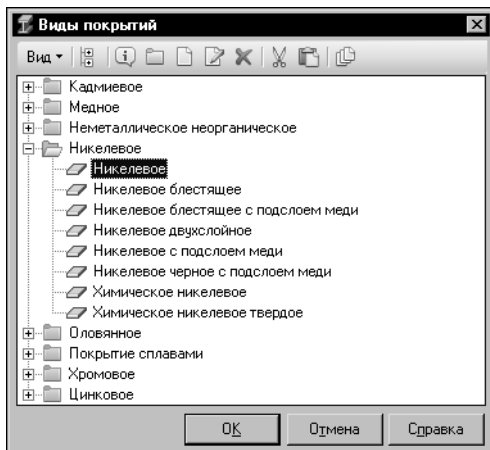 Виды покрытий
Вид
Кадмиевое
Медное
Неметаллическое неорганическое
Никелевое
Никелевое
Никелевое блестящее
Никелевое блестящее с подслоем меди
Никелевое двухслойное
Никелевое с подслоем меди
Никелевое черное с подслоем меди
Химическое никелевое
Химическое никелевое твердое
Оловянное
Покрытие сплавами
Хромовое
Цинковое
OK Отмена Справка